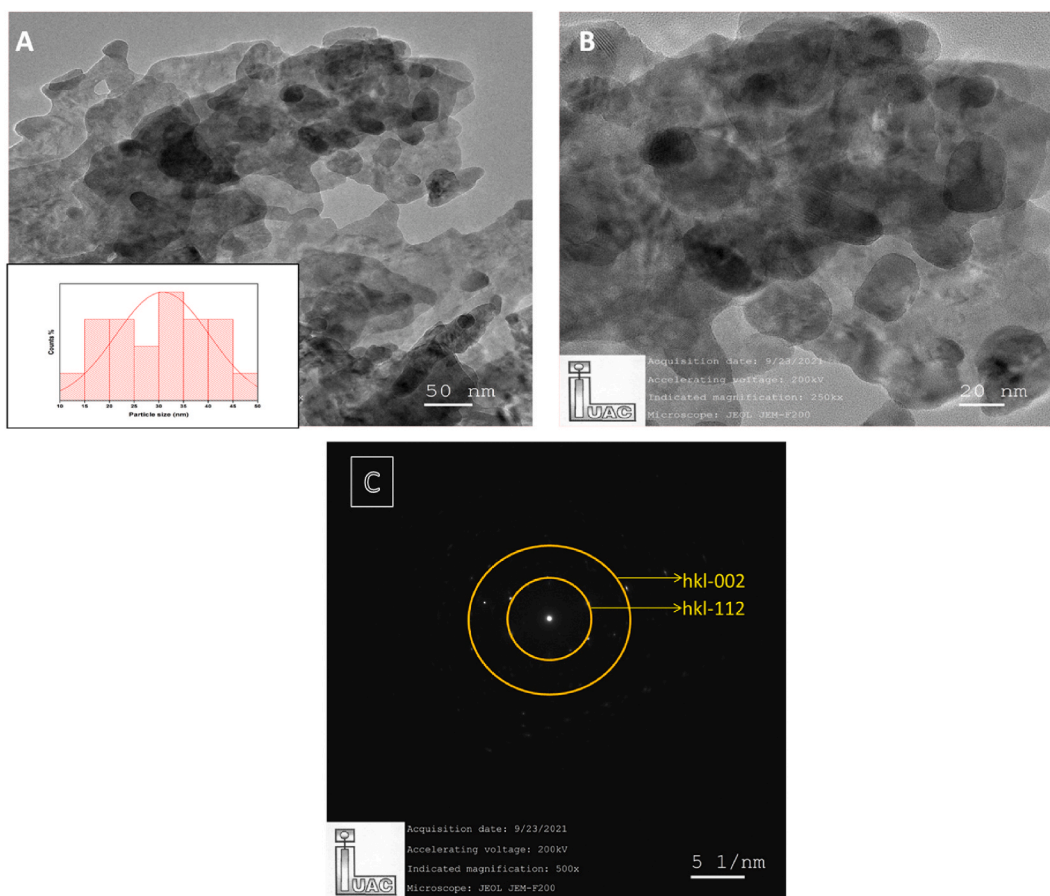 A
Counts %
10 15 20 25 30 35 40 45 50
Particle size (nm)
50 nm
B
IUAC
Acquisition date: 9/23/2021
Accelerating voltage: 200kV
Indicated magnification: 250kx
Microscope: JEOL JEM-F200
20 nm
C
hkl-002
hkl-112
IUAC
Acquisition date: 9/23/2021
Accelerating voltage: 200kV
Indicated magnification: 500x
Microscope: JEOL JEM-F200
5 1/nm